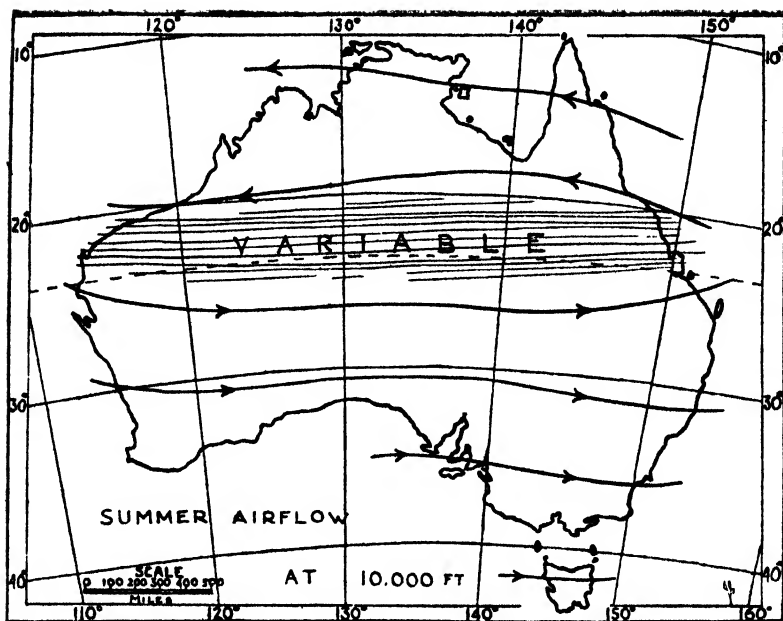 120° 130° 140° 150°
10° 10°
20° 20°
VARIABLE
30° 30°
SUMMER AIRFLOW
AT 10.000 FT
SCALE
0 100 200 300 400 500
MILES
40° 40°
110° 120° 130° 140° 150° 160°